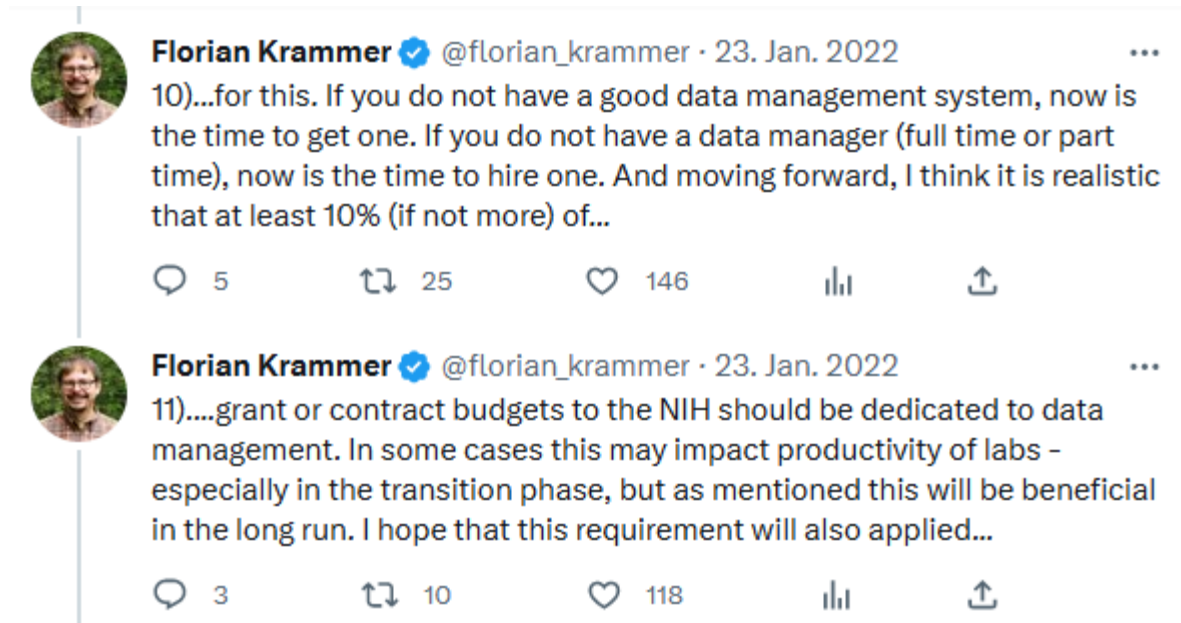 Florian Krammer @florian_krammer · 23. Jan. 2022
10)...for this. If you do not have a good data management system, now is
the time to get one. If you do not have a data manager (full time or part
time), now is the time to hire one. And moving forward, I think it is realistic
that at least 10% (if not more) of...
5 25 146
Florian Krammer @florian_krammer · 23. Jan. 2022
11)....grant or contract budgets to the NIH should be dedicated to data
management. In some cases this may impact productivity of labs -
especially in the transition phase, but as mentioned this will be beneficial
in the long run. I hope that this requirement will also applied...
3 10 118